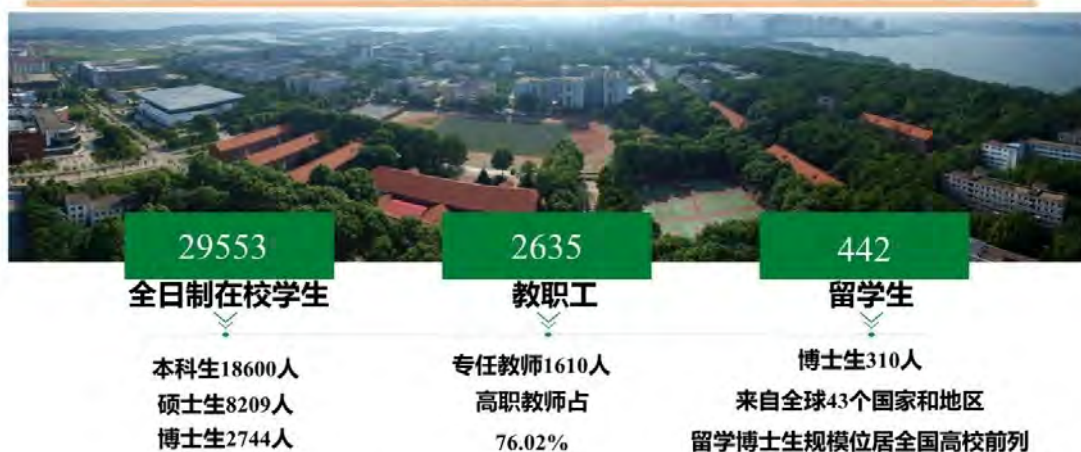 29553
全日制在校学生
本科生18600人
硕士生8209人
博士生2744人
2635
教职工
专任教师1610人
高职教师占
76.02%
442
留学生
博士生310人
来自全球43个国家和地区
留学博士生规模位居全国高校前列